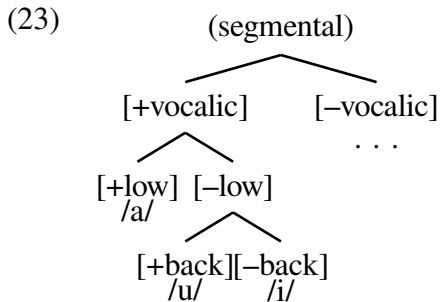 (23)
(segmental)
[+vocalic] [–vocalic]
. . .
[+low] [–low]
/a/
[+back][–back]
/u/ /i/